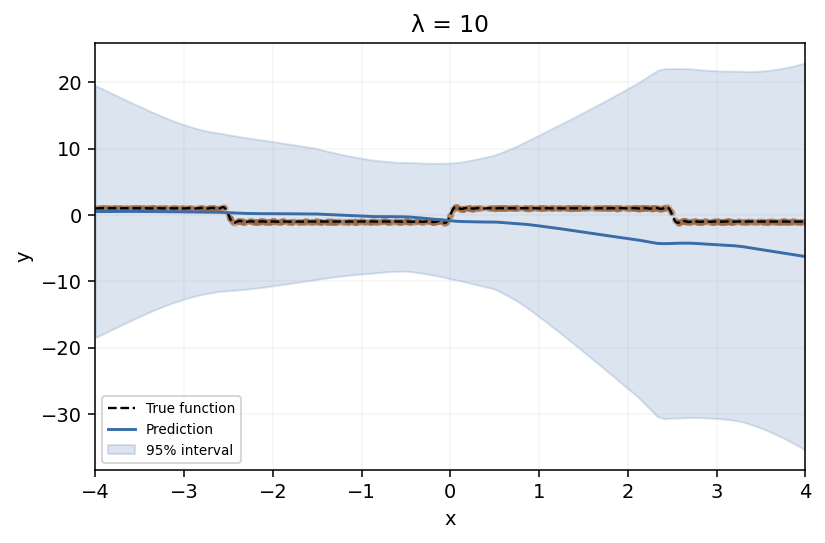 λ = 10
20
10
0
−10
−20
−30
y
True function
Prediction
95% interval
−4 −3 −2 −1 0 1 2 3 4
x